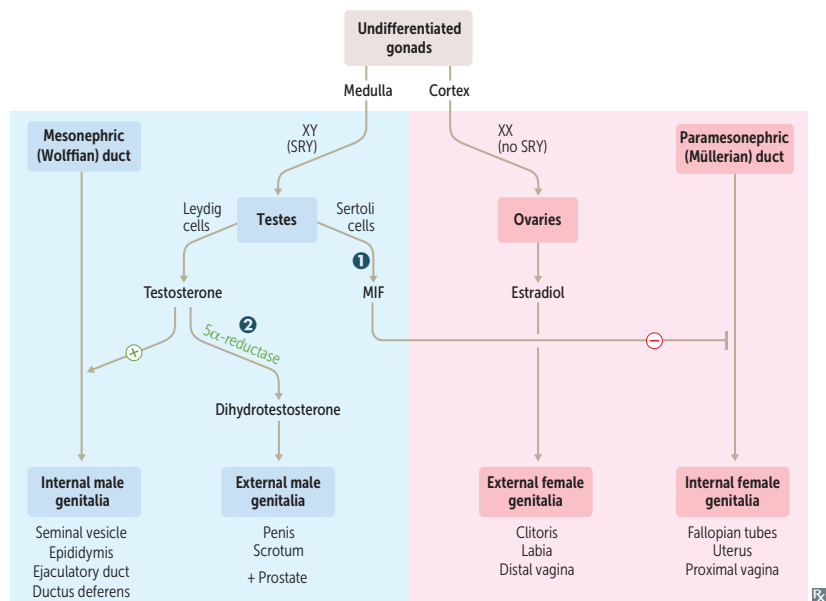 Undifferentiated
gonads
Medulla
Cortex
Mesonephric
(Wolffian) duct
XY
(SRY)
XX
(no SRY)
Paramesonephric
(Müllerian) duct
Leydig
cells
Testes
Sertoli
cells
Ovaries
1
Testosterone
MIF
Estradiol
2
5α-reductase
+
−
Dihydrotestosterone
Internal male
genitalia
External male
genitalia
External female
genitalia
Internal female
genitalia
Seminal vesicle
Epididymis
Ejaculatory duct
Ductus deferens
Penis
Scrotum
+ Prostate
Clitoris
Labia
Distal vagina
Fallopian tubes
Uterus
Proximal vagina
℞